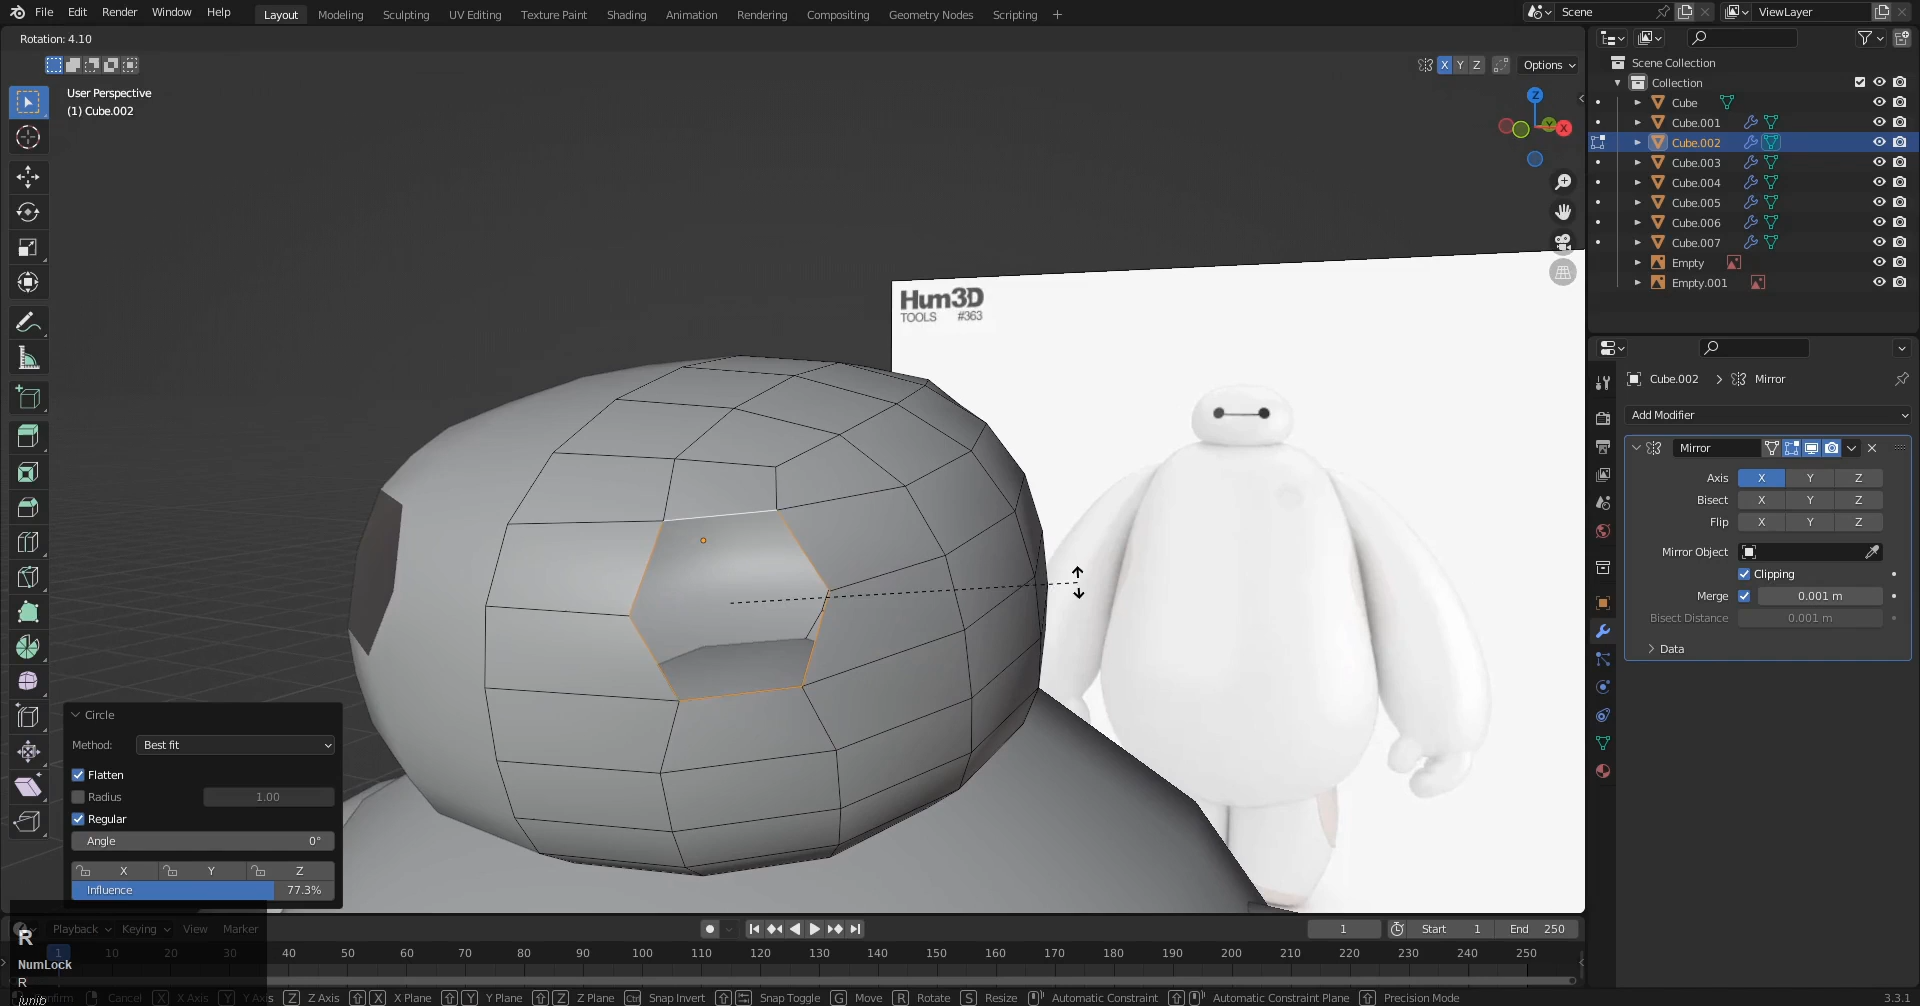 File Edit Render Window Help Layout Modeling Sculpting UV Editing Texture Paint Shading Animation Rendering Compositing Geometry Nodes Scripting + Scene ViewLayer
Rotation: 4.10
X Y Z Options
User Perspective
(1) Cube.002
Z
Y
X
Scene Collection
Collection
Cube
Cube.001
Cube.002
Cube.003
Cube.004
Cube.005
Cube.006
Cube.007
Empty
Empty.001
Hum3D
TOOLS #363
Cube.002 > Mirror
Add Modifier
Mirror
Axis X Y Z
Bisect X Y Z
Flip X Y Z
Mirror Object
Clipping
Merge 0.001 m
Bisect Distance 0.001 m
Data
Circle
Method: Best fit
Flatten
Radius 1.00
Regular
Angle 0°
X Y Z
Influence 77.3%
Playback Keying View Marker 1 Start 1 End 250
1 10 20 30 40 50 60 70 80 90 100 110 120 130 140 150 160 170 180 190 200 210 220 230 240 250
R
NumLock
R
Confirm Cancel X X Axis Y Y Axis Z Z Axis X X Plane Y Y Plane Z Z Plane Ctrl Snap Invert Snap Toggle G Move R Rotate S Resize Automatic Constraint Automatic Constraint Plane Precision Mode 3.3.1